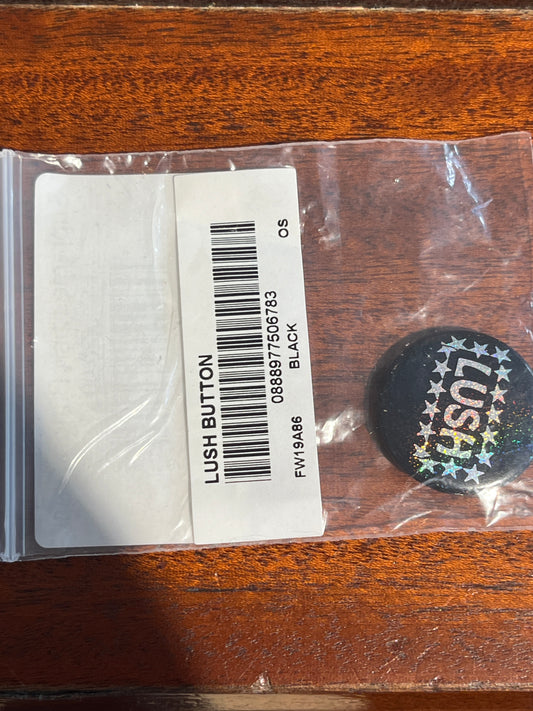 LUSH BUTTON
0888977506783
FW19A86
BLACK
OS
LUSH